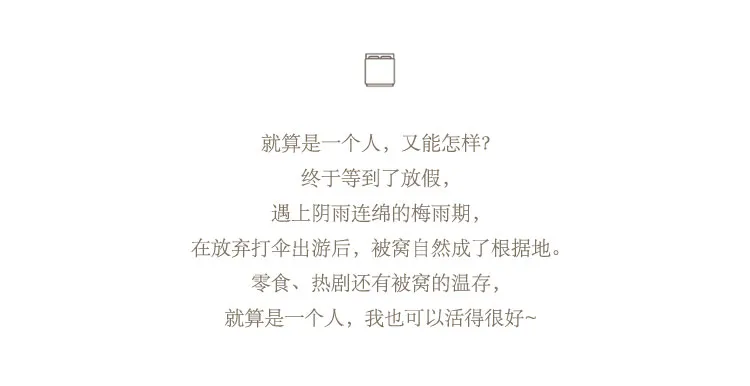 就算是一个人，又能怎样?
终于等到了放假，
遇上阴雨连绵的梅雨期，
在放弃打伞出游后，被窝自然成了根据地。
零食、热剧还有被窝的温存，
就算是一个人，我也可以活得很好~